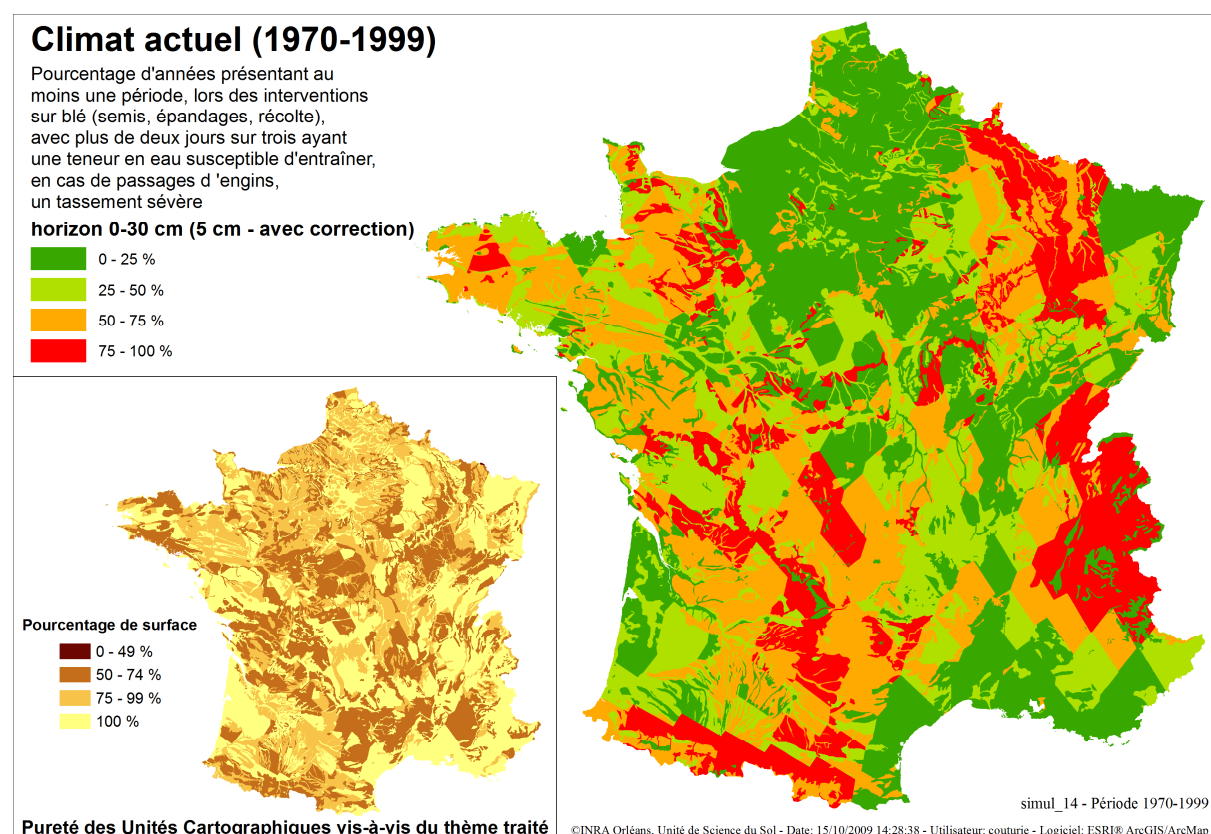 Climat actuel (1970-1999)
Pourcentage d'années présentant au
moins une période, lors des interventions
sur blé (semis, épandages, récolte),
avec plus de deux jours sur trois ayant
une teneur en eau susceptible d'entraîner,
en cas de passages d 'engins,
un tassement sévère
horizon 0-30 cm (5 cm - avec correction)
0 - 25 %
25 - 50 %
50 - 75 %
75 - 100 %
Pourcentage de surface
0 - 49 %
50 - 74 %
75 - 99 %
100 %
Pureté des Unités Cartographiques vis-à-vis du thème traité
simul_14 - Période 1970-1999
©INRA Orléans, Unité de Science du Sol - Date: 15/10/2009 14:28:38 - Utilisateur: couturie - Logiciel: ESRI® ArcGIS/ArcMap